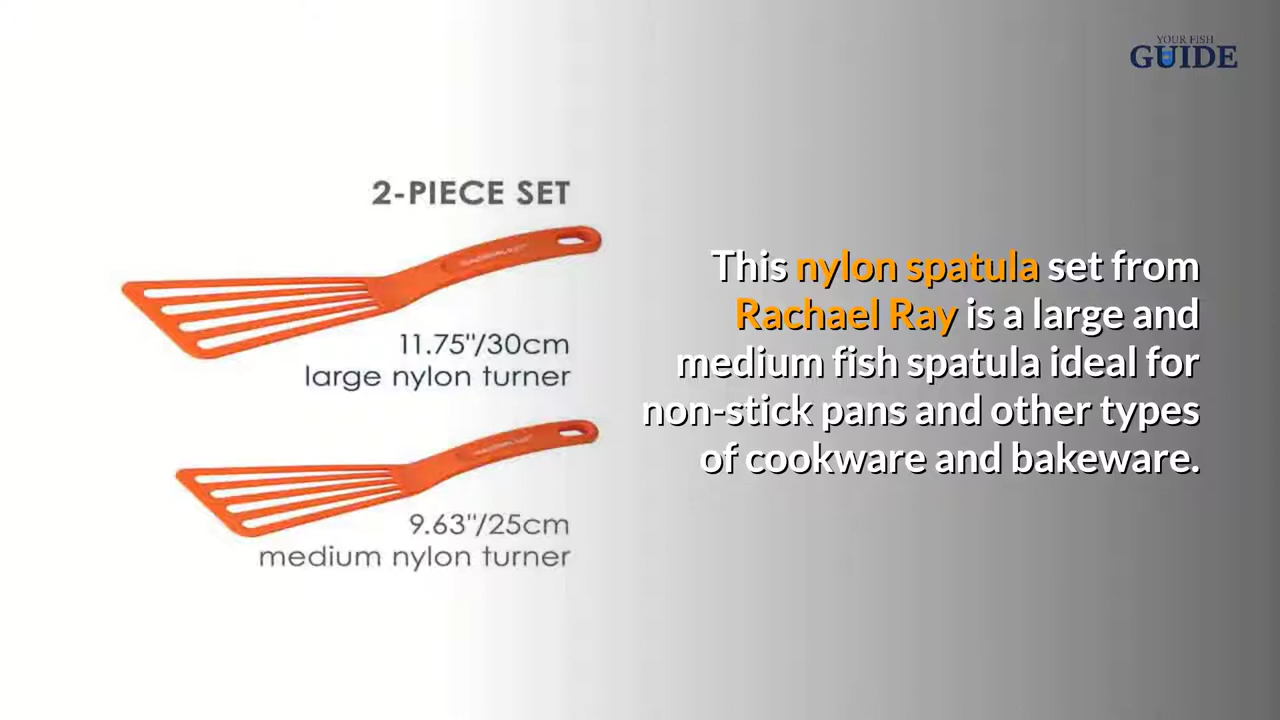 YOUR FISH
GUIDE
2-PIECE SET
11.75"/30cm
large nylon turner
9.63"/25cm
medium nylon turner
This nylon spatula set from
Rachael Ray is a large and
medium fish spatula ideal for
non-stick pans and other types
of cookware and bakeware.